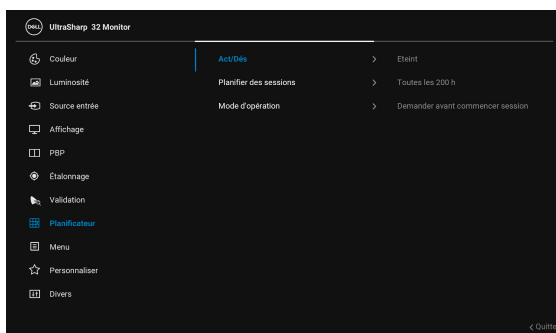 DELL UltraSharp 32 Monitor
Couleur
Act/Dés > Eteint
Luminosité
Planifier des sessions > Toutes les 200 h
Source entrée
Mode d'opération > Demander avant commencer session
Affichage
PBP
Étalonnage
Validation
Planificateur
Menu
Personnaliser
Divers
< Quitte